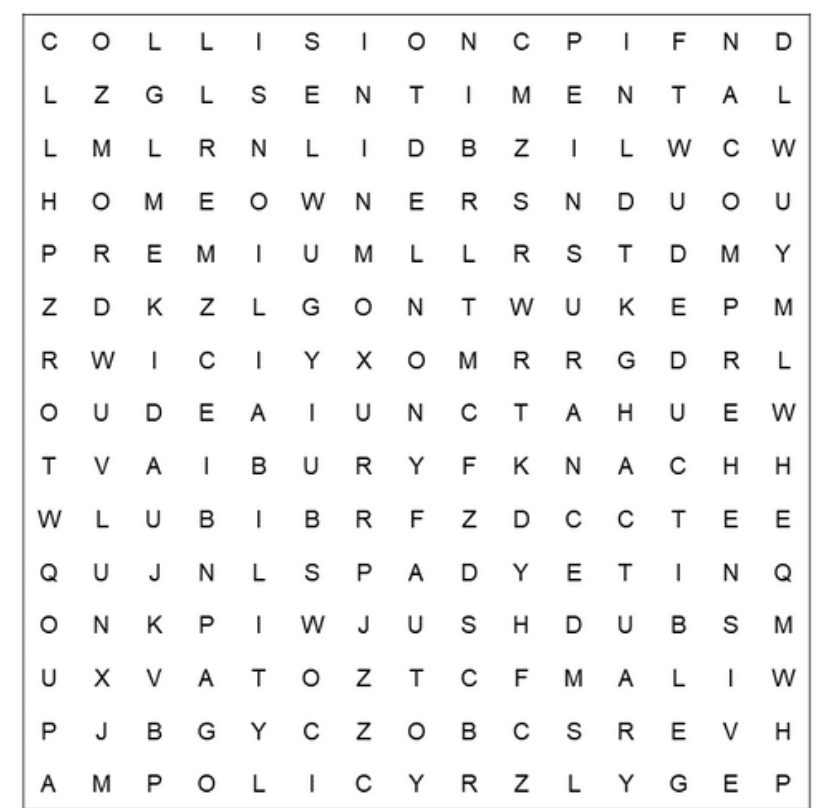 C O L L I S I O N C P I F N D
L Z G L S E N T I M E N T A L
L M L R N L I D B Z I L W C W
H O M E O W N E R S N D U O U
P R E M I U M L L R S T D M Y
Z D K Z L G O N T W U K E P M
R W I C I Y X O M R R G D R L
O U D E A I U N C T A H U E W
T V A I B U R Y F K N A C H H
W L U B I B R F Z D C C T E E
Q U J N L S P A D Y E T I N Q
O N K P I W J U S H D U B S M
U X V A T O Z T C F M A L I W
P J B G Y C Z O B C S R E V H
A M P O L I C Y R Z L Y G E P